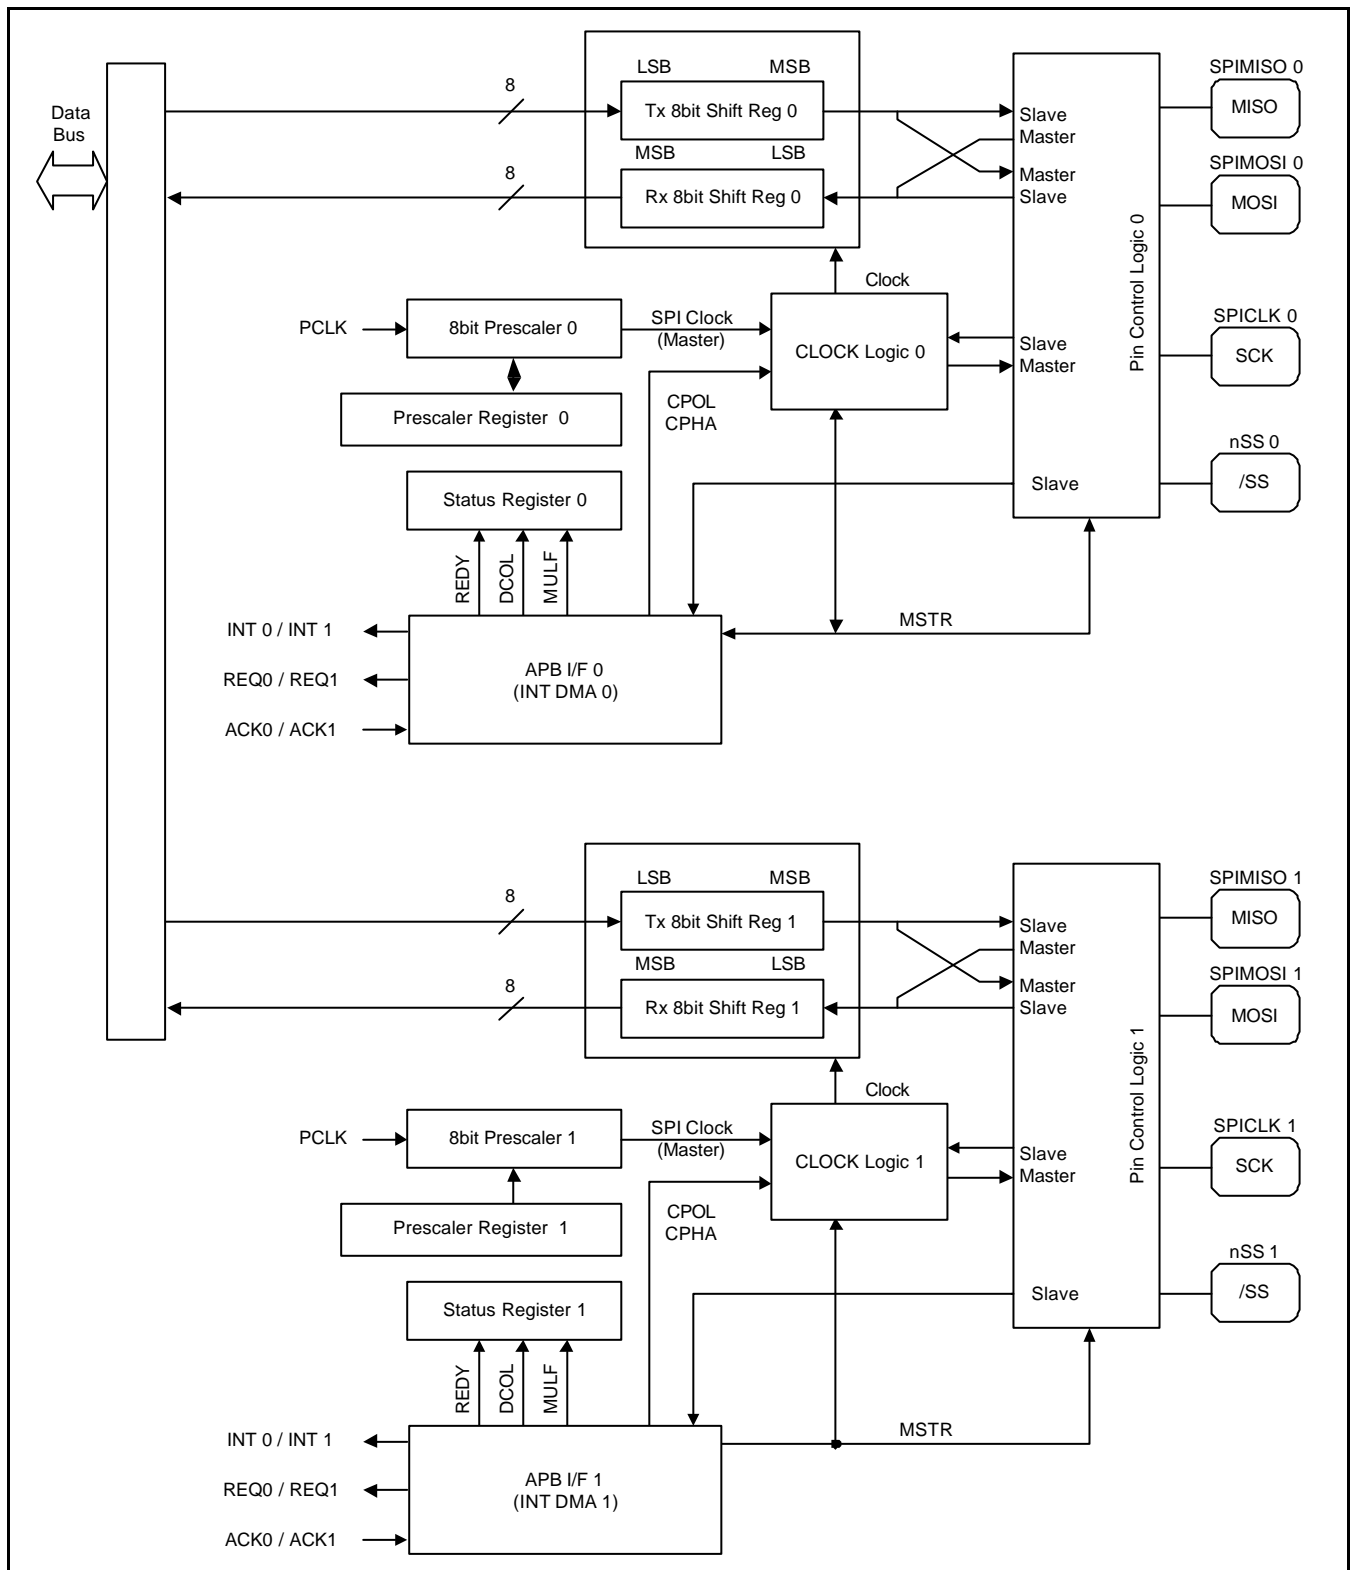 Data
Bus
8
8
LSB MSB
Tx 8bit Shift Reg 0
MSB LSB
Rx 8bit Shift Reg 0
Slave
Master
Master
Slave
Pin Control Logic 0
SPIMISO 0
MISO
SPIMOSI 0
MOSI
SPICLK 0
SCK
nSS 0
/SS
Clock
PCLK
8bit Prescaler 0
SPI Clock
(Master)
CLOCK Logic 0
Slave
Master
Prescaler Register 0
CPOL
CPHA
Status Register 0
Slave
REDY
DCOL
MULF
INT 0 / INT 1
REQ0 / REQ1
ACK0 / ACK1
APB I/F 0
(INT DMA 0)
MSTR
8
8
LSB MSB
Tx 8bit Shift Reg 1
MSB LSB
Rx 8bit Shift Reg 1
Slave
Master
Master
Slave
Pin Control Logic 1
SPIMISO 1
MISO
SPIMOSI 1
MOSI
SPICLK 1
SCK
nSS 1
/SS
Clock
PCLK
8bit Prescaler 1
SPI Clock
(Master)
CLOCK Logic 1
Slave
Master
Prescaler Register 1
CPOL
CPHA
Status Register 1
Slave
REDY
DCOL
MULF
INT 0 / INT 1
REQ0 / REQ1
ACK0 / ACK1
APB I/F 1
(INT DMA 1)
MSTR